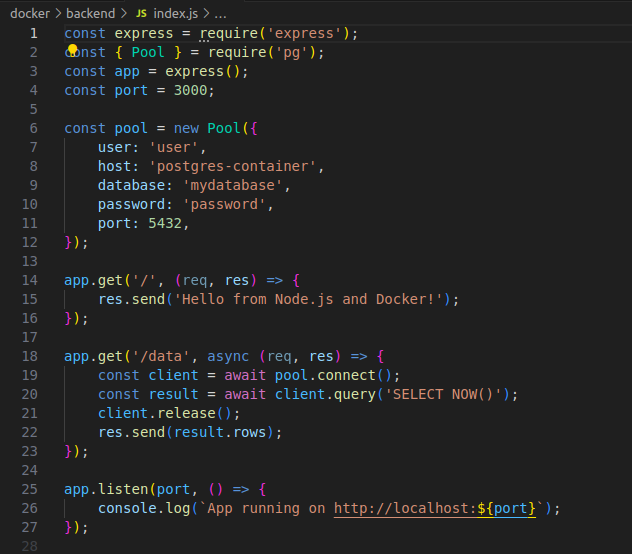 docker > backend > JS index.js > ...
1 const express = require('express');
2 const { Pool } = require('pg');
3 const app = express();
4 const port = 3000;
5
6 const pool = new Pool({
7     user: 'user',
8     host: 'postgres-container',
9     database: 'mydatabase',
10     password: 'password',
11     port: 5432,
12 });
13
14 app.get('/', (req, res) => {
15     res.send('Hello from Node.js and Docker!');
16 });
17
18 app.get('/data', async (req, res) => {
19     const client = await pool.connect();
20     const result = await client.query('SELECT NOW()');
21     client.release();
22     res.send(result.rows);
23 });
24
25 app.listen(port, () => {
26     console.log(`App running on http://localhost:${port}`);
27 });
28